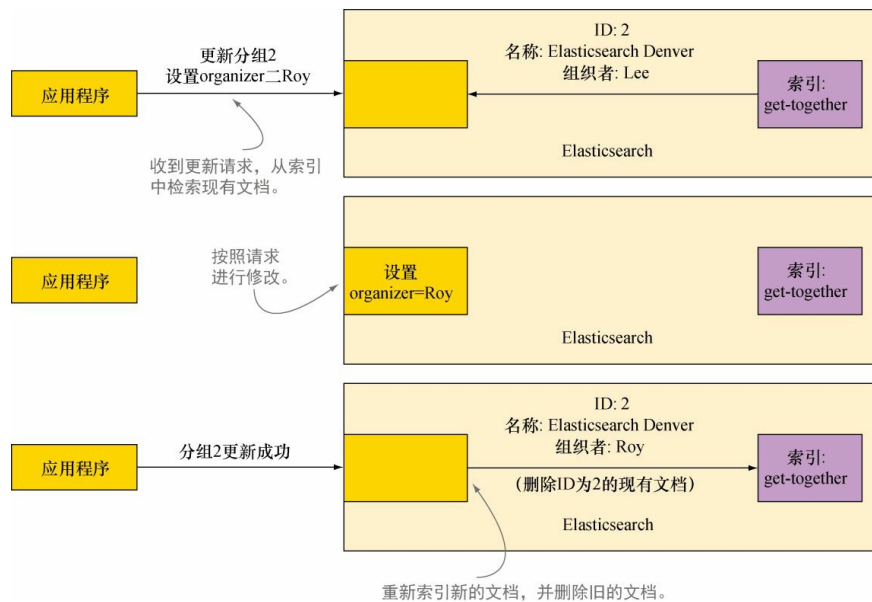 ID: 2
名称: Elasticsearch Denver
组织者: Lee
更新分组2
设置organizer二Roy
应用程序
索引:
get-together
Elasticsearch
收到更新请求，从索引
中检索现有文档。
按照请求
进行修改。
应用程序
设置
organizer=Roy
索引:
get-together
Elasticsearch
ID: 2
名称: Elasticsearch Denver
组织者: Roy
应用程序
分组2更新成功
(删除ID为2的现有文档)
索引:
get-together
Elasticsearch
重新索引新的文档，并删除旧的文档。